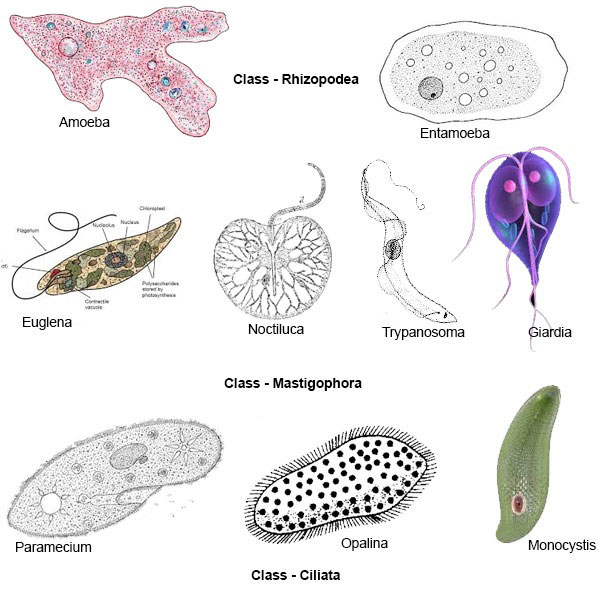 Class - Rhizopodea
Amoeba
Entamoeba
Chloroplast
Nucleus
Nucleolus
Flagellum
Polysaccharides
stored by
photosynthesis
Contractile
vacuole
Euglena
Noctiluca
Trypanosoma
Giardia
Class - Mastigophora
Paramecium
Opalina
Monocystis
Class - Ciliata